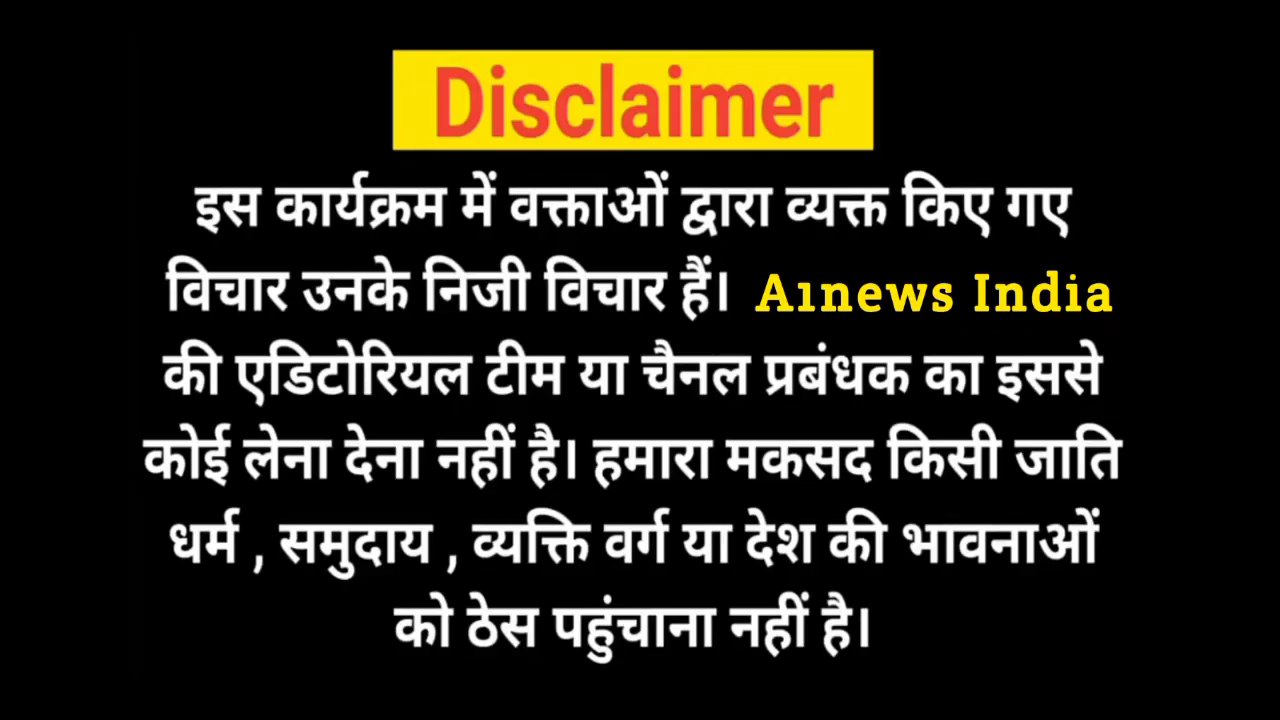 Disclaimer
इस कार्यक्रम में वक्ताओं द्वारा व्यक्त किए गए
विचार उनके निजी विचार हैं। A1news India
की एडिटोरियल टीम या चैनल प्रबंधक का इससे
कोई लेना देना नहीं है। हमारा मकसद किसी जाति
धर्म , समुदाय , व्यक्ति वर्ग या देश की भावनाओं
को ठेस पहुंचाना नहीं है।